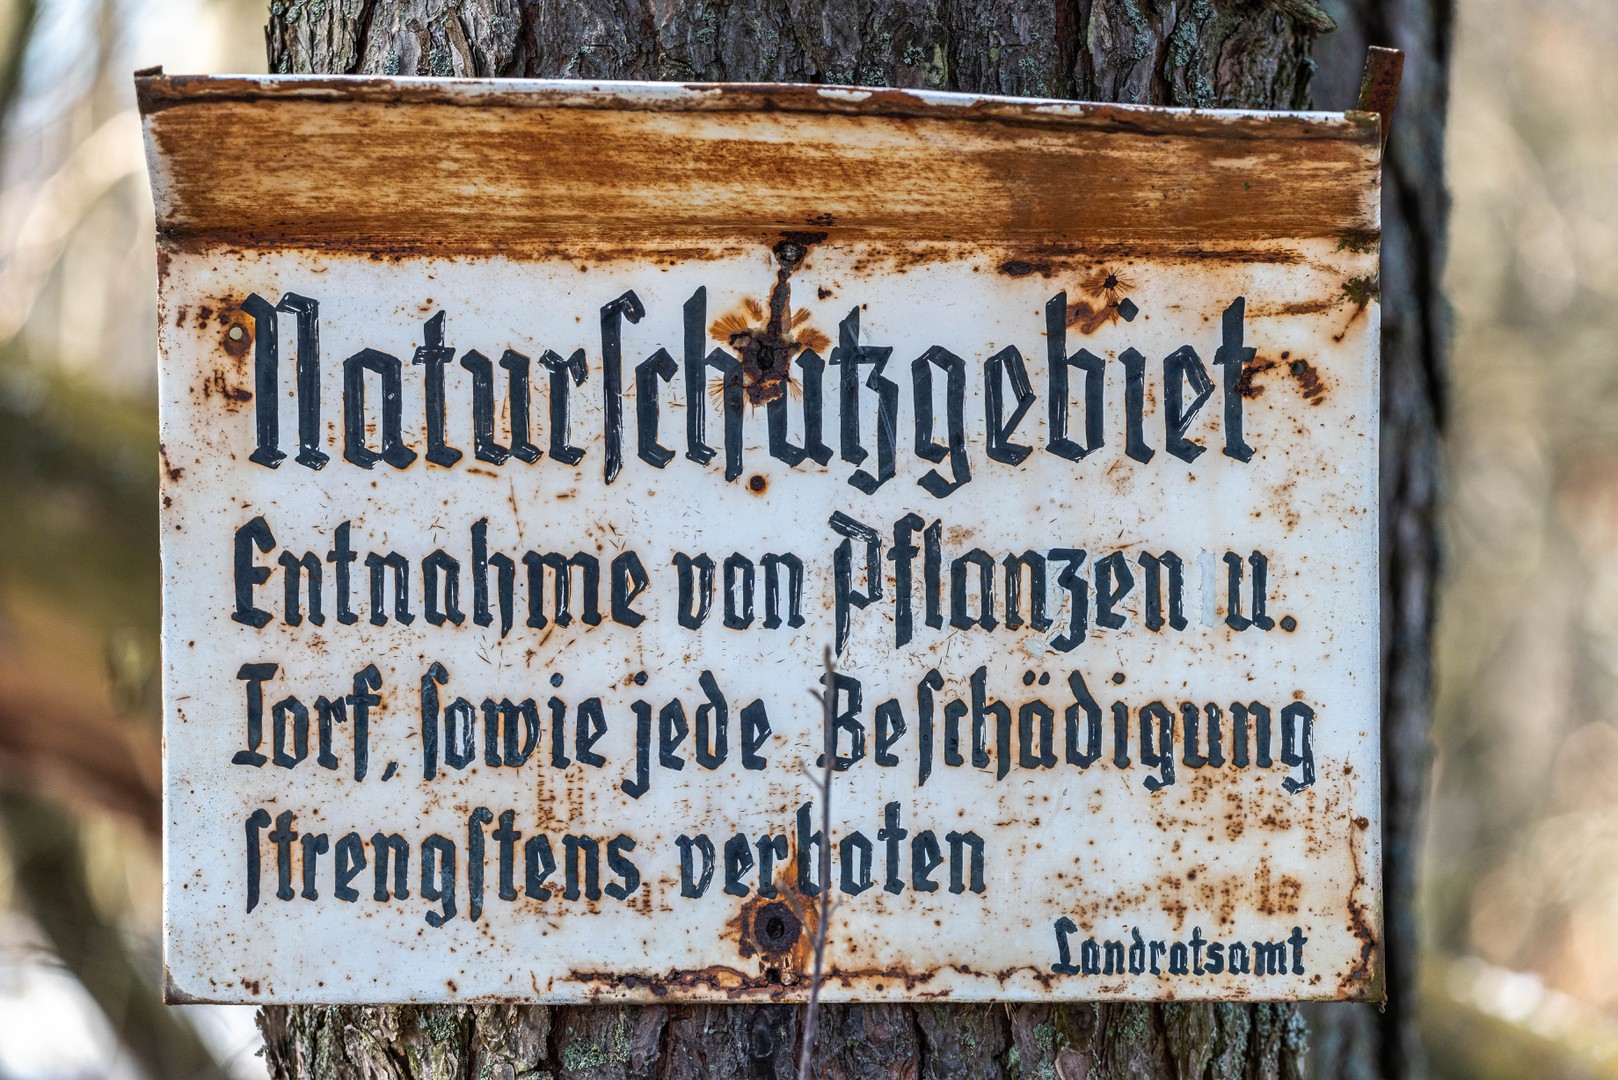 Naturſchutzgebiet
Entnahme von Pflanzen u.
Torf, ſowie jede Beſchädigung
ſtrengſtens verboten
Landratsamt